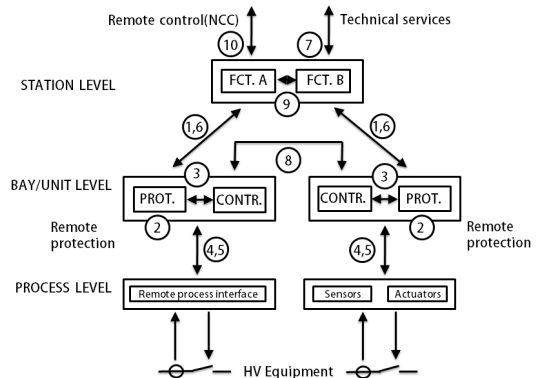 Remote control(NCC)
Technical services
10
7
FCT. A
FCT. B
STATION LEVEL
9
1,6
1,6
8
3
3
BAY/UNIT LEVEL
PROT.
CONTR.
CONTR.
PROT.
Remote
protection
2
2
Remote
protection
4,5
4,5
PROCESS LEVEL
Remote process interface
Sensors
Actuators
HV Equipment